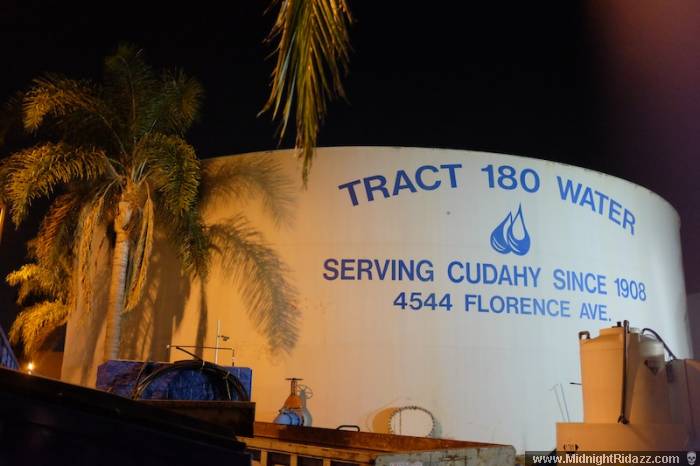 TRACT 180 WATER
SERVING CUDAHY SINCE 1908
4544 FLORENCE AVE.
www.MidnightRidazz.com